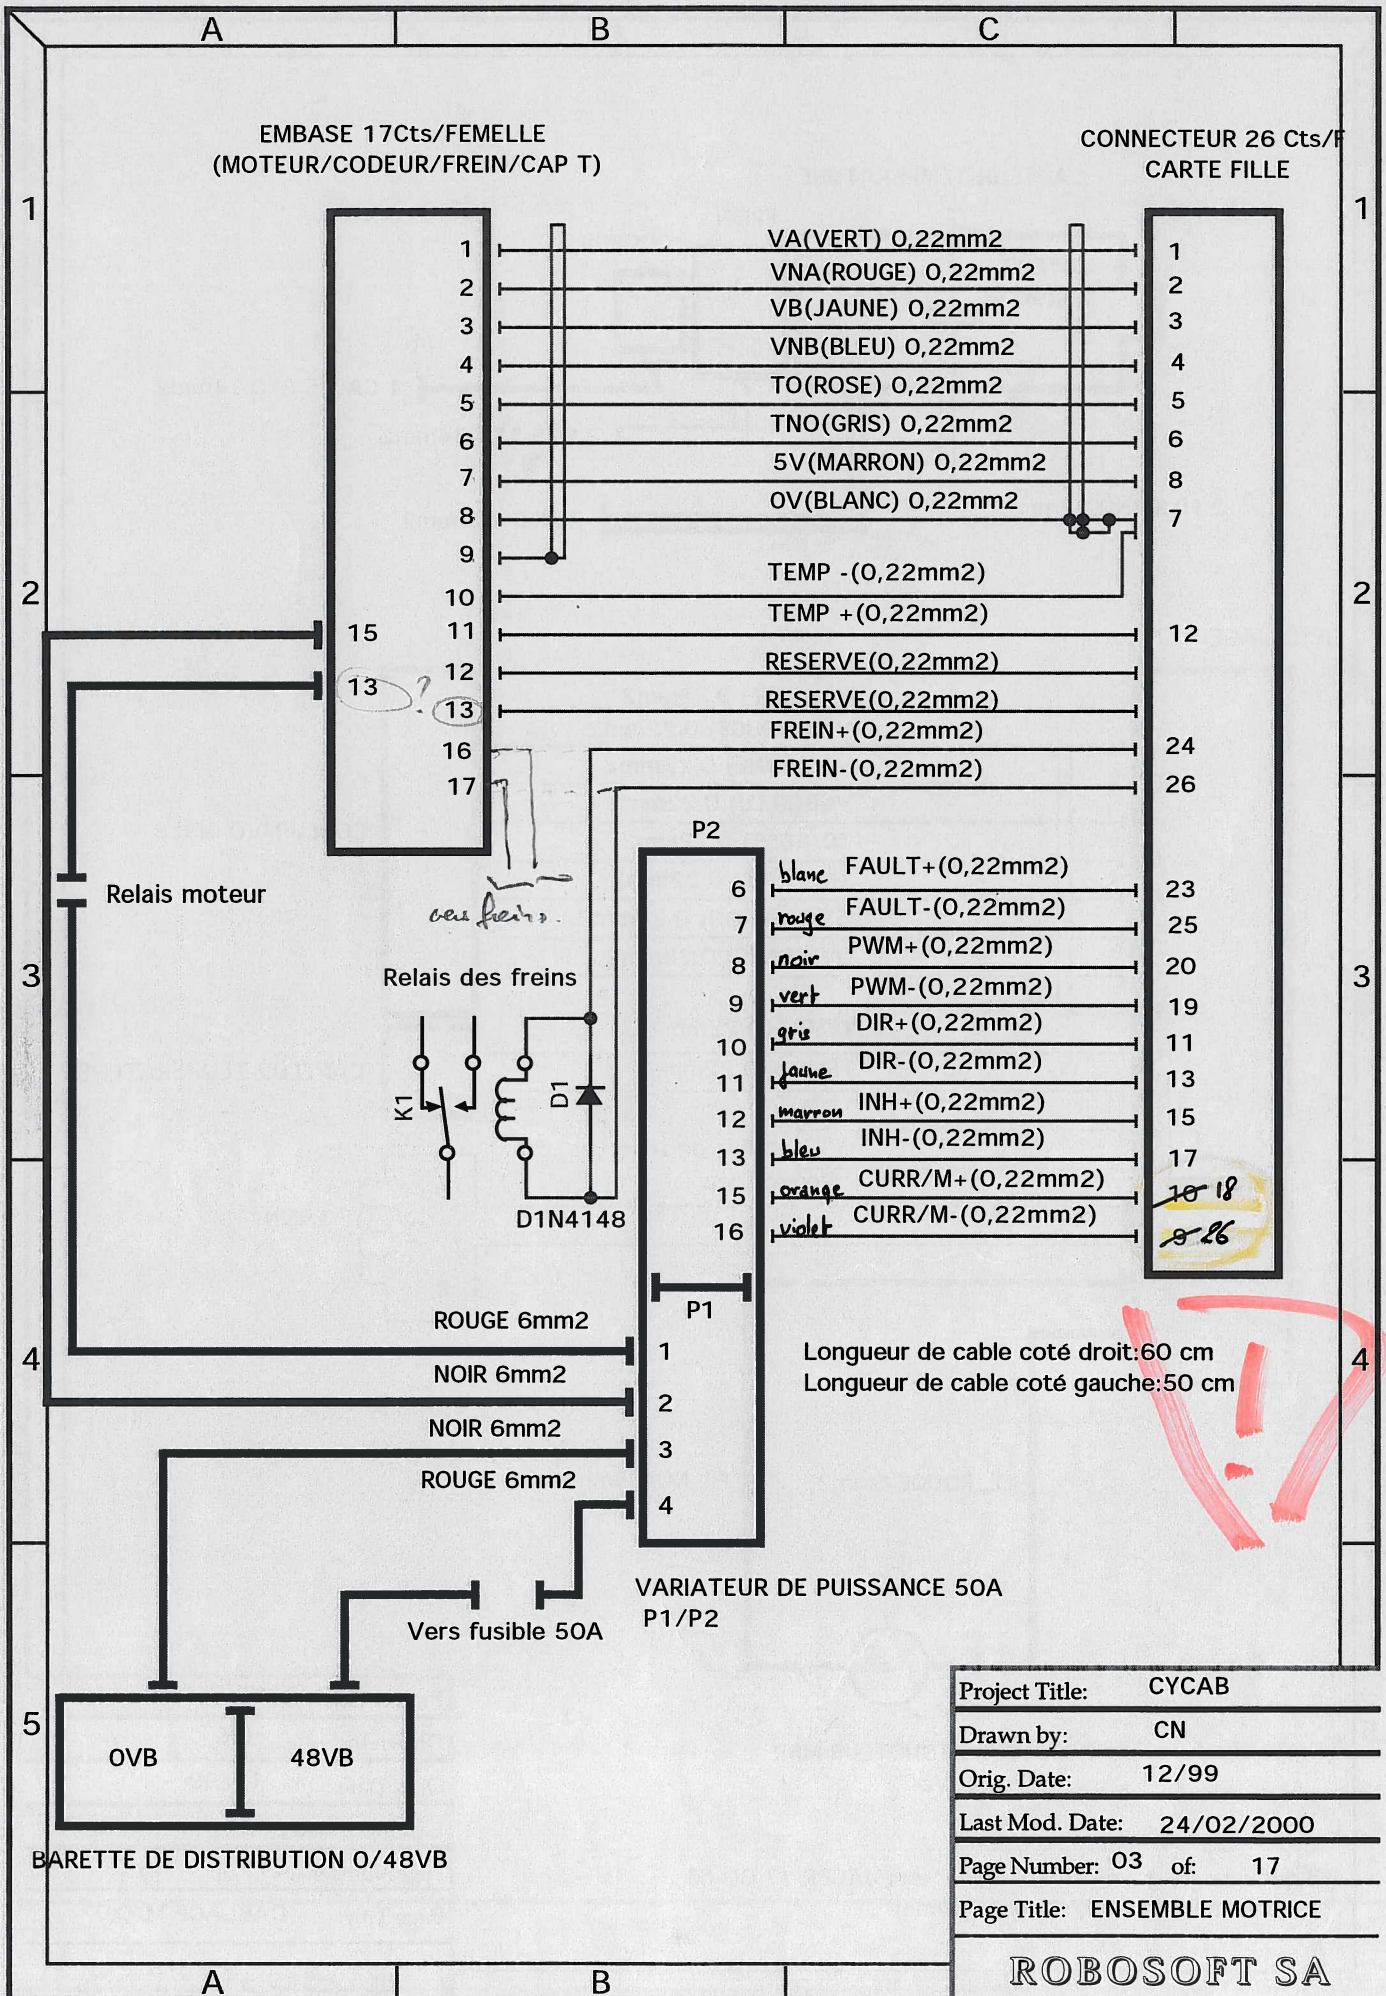 A B C
EMBASE 17Cts/FEMELLE
(MOTEUR/CODEUR/FREIN/CAP T)
CONNECTEUR 26 Cts/F
CARTE FILLE
1 1
1 VA(VERT) 0,22mm2 1
2 VNA(ROUGE) 0,22mm2 2
3 VB(JAUNE) 0,22mm2 3
4 VNB(BLEU) 0,22mm2 4
5 TO(ROSE) 0,22mm2 5
6 TNO(GRIS) 0,22mm2 6
7 5V(MARRON) 0,22mm2 8
8 0V(BLANC) 0,22mm2 7
9
2 2
10 TEMP -(0,22mm2)
15 11 TEMP +(0,22mm2) 12
12 RESERVE(0,22mm2)
13 ? 13 RESERVE(0,22mm2)
16 FREIN+(0,22mm2) 24
17 FREIN-(0,22mm2) 26
P2
Relais moteur
vers freins.
6 blanc FAULT+(0,22mm2) 23
7 rouge FAULT-(0,22mm2) 25
8 noir PWM+(0,22mm2) 20
3 3
Relais des freins
9 vert PWM-(0,22mm2) 19
10 gris DIR+(0,22mm2) 11
11 jaune DIR-(0,22mm2) 13
K1 D1
12 marron INH+(0,22mm2) 15
13 bleu INH-(0,22mm2) 17
15 orange CURR/M+(0,22mm2) 10 18
16 violet CURR/M-(0,22mm2) 9 26
D1N4148
P1
ROUGE 6mm2
4 1 4
Longueur de cable coté droit:60 cm
Longueur de cable coté gauche:50 cm
NOIR 6mm2
2
NOIR 6mm2
3
ROUGE 6mm2
4
!
VARIATEUR DE PUISSANCE 50A
P1/P2
Vers fusible 50A
5
0VB 48VB
BARETTE DE DISTRIBUTION 0/48VB
Project Title: CYCAB
Drawn by: CN
Orig. Date: 12/99
Last Mod. Date: 24/02/2000
Page Number: 03 of: 17
Page Title: ENSEMBLE MOTRICE
ROBOSOFT SA
A B